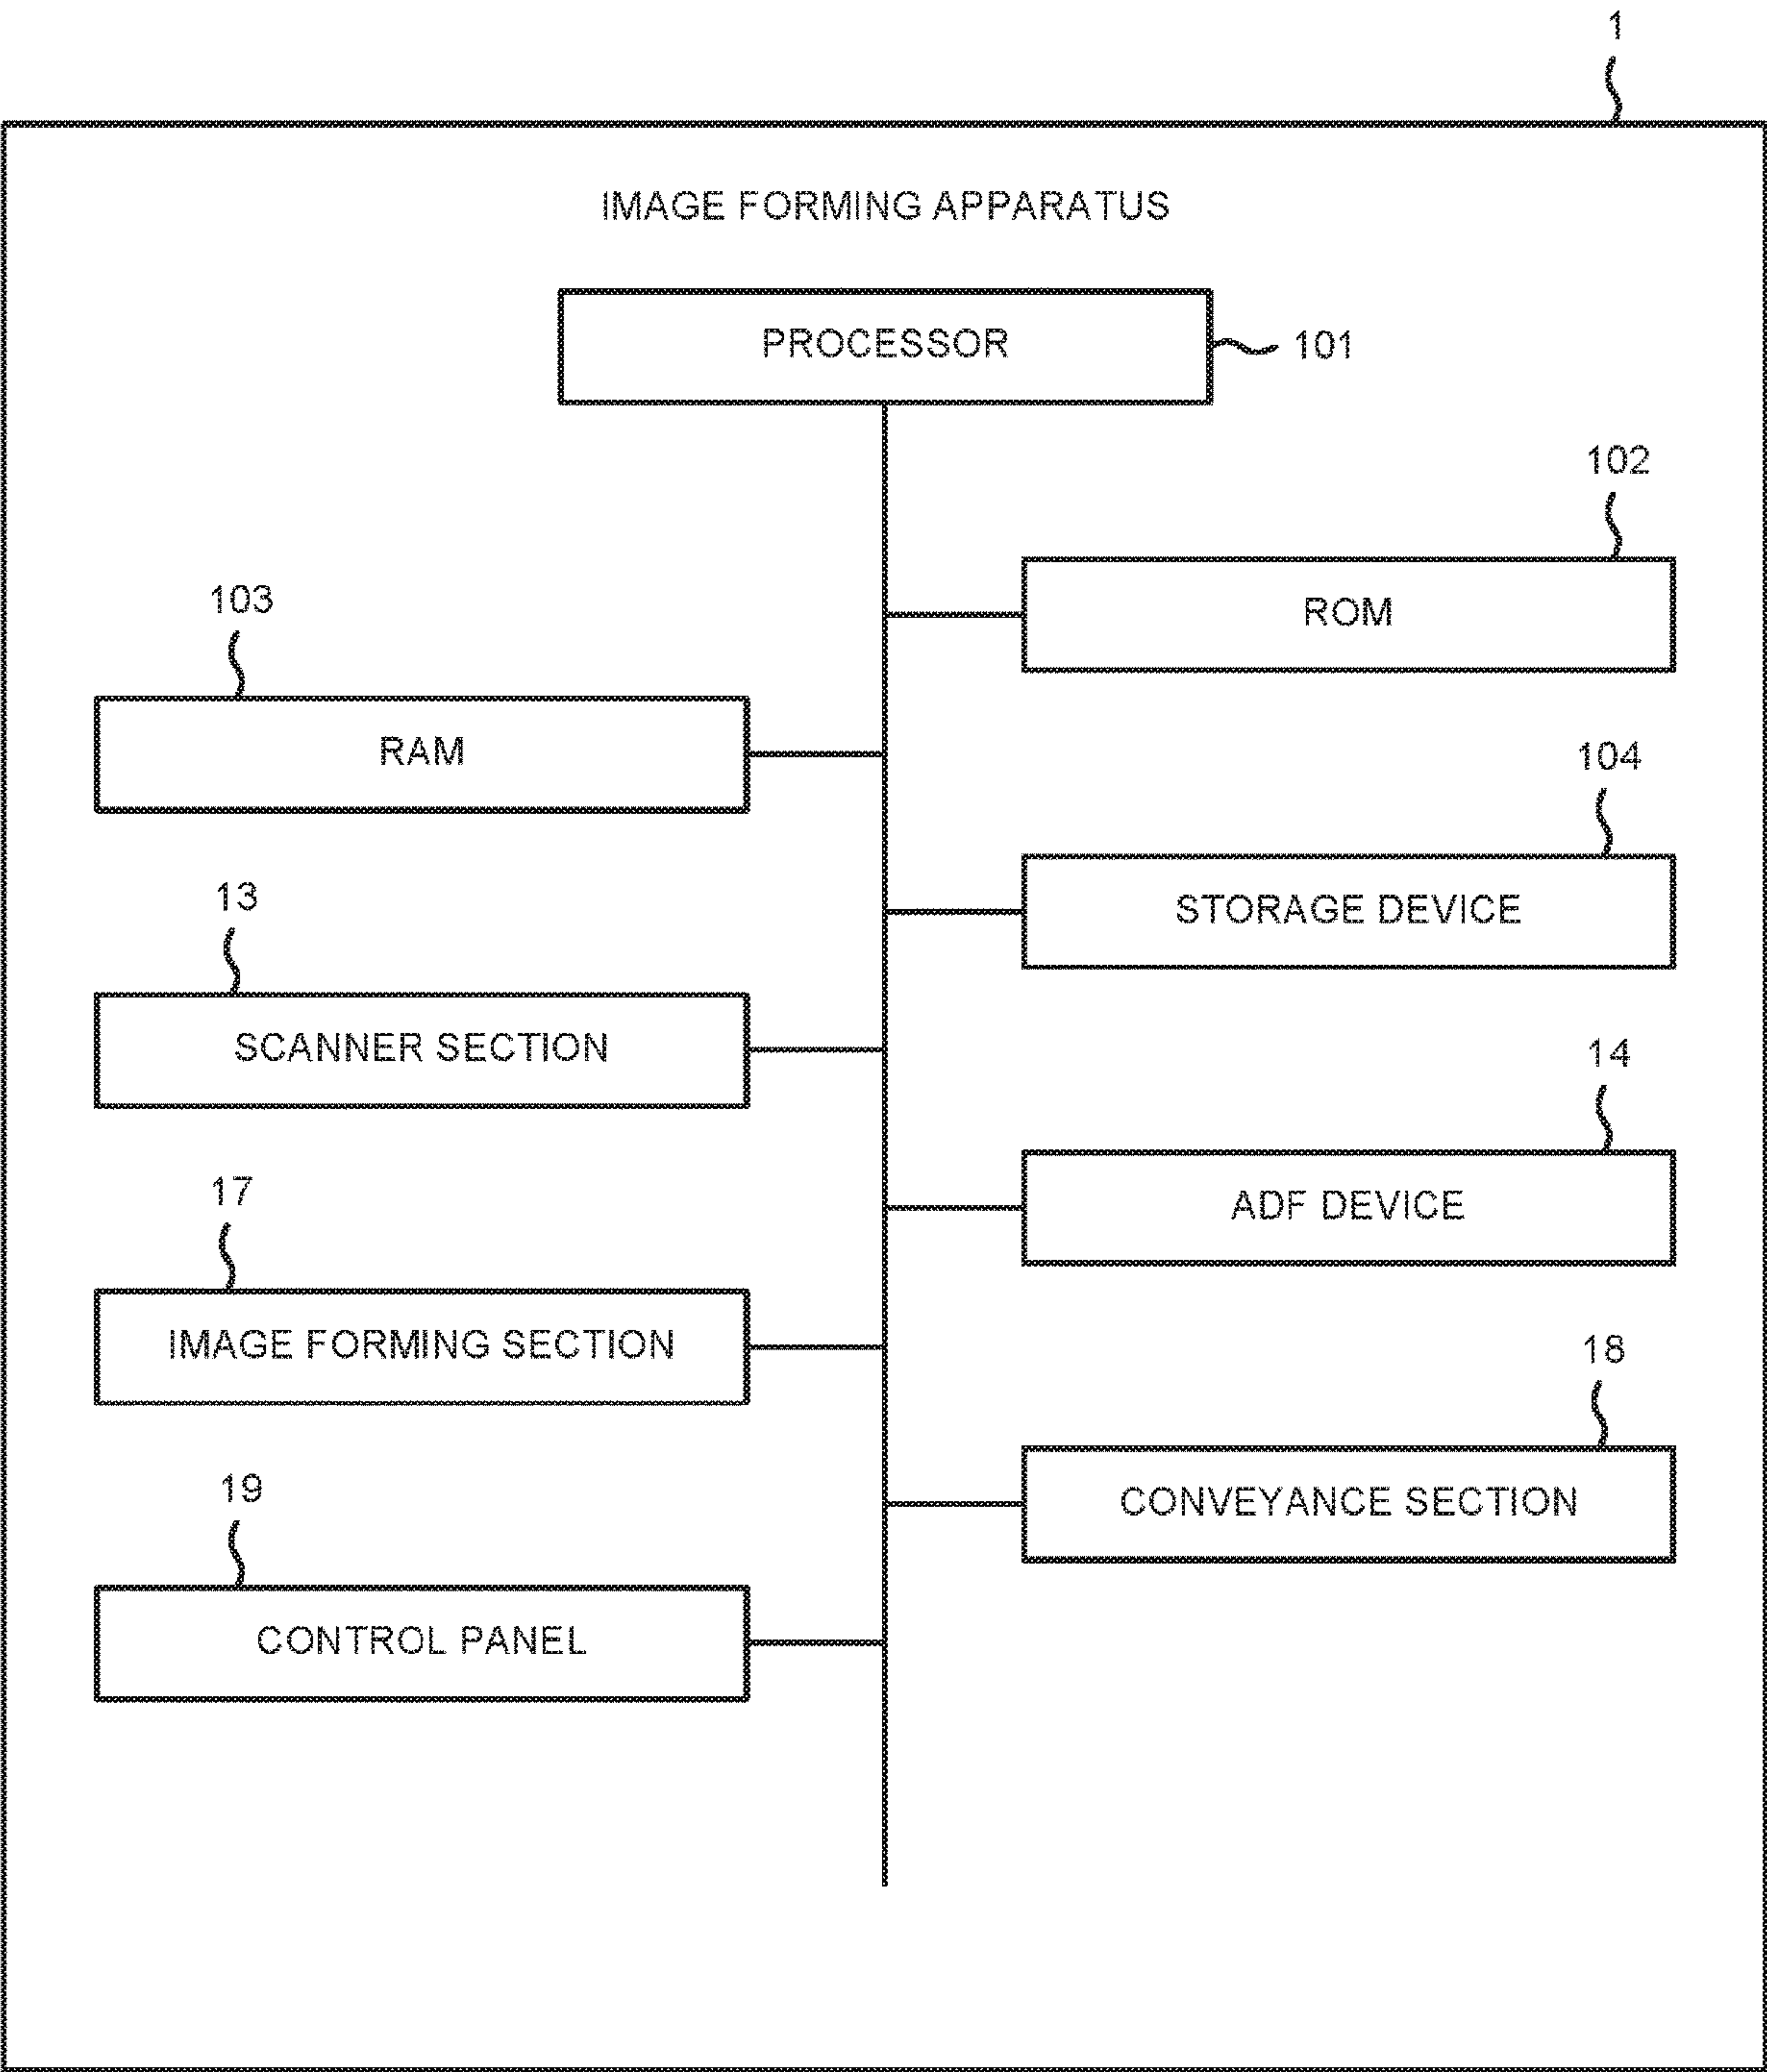 1
IMAGE FORMING APPARATUS
PROCESSOR
101
102
ROM
103
RAM
104
STORAGE DEVICE
13
SCANNER SECTION
14
ADF DEVICE
17
IMAGE FORMING SECTION
18
CONVEYANCE SECTION
19
CONTROL PANEL